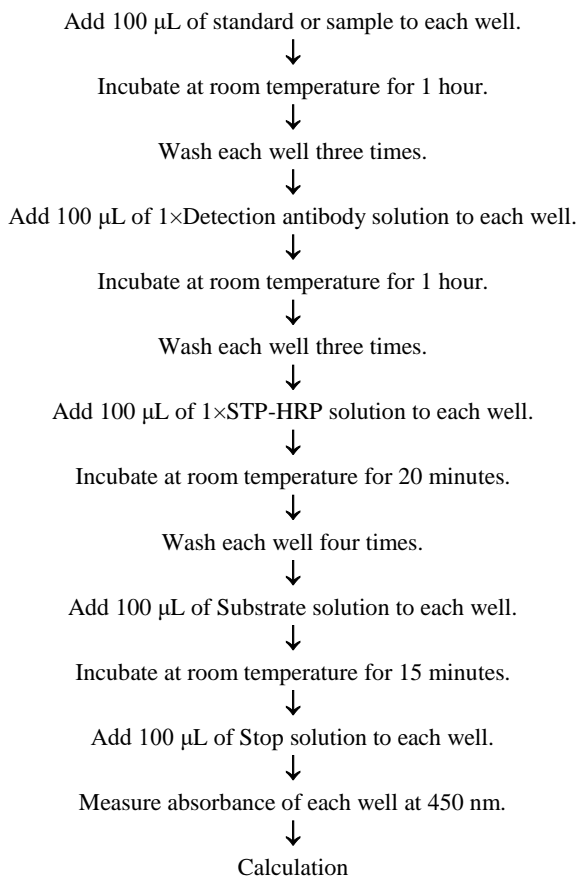 Add 100 μL of standard or sample to each well.
↓
Incubate at room temperature for 1 hour.
↓
Wash each well three times.
↓
Add 100 μL of 1×Detection antibody solution to each well.
↓
Incubate at room temperature for 1 hour.
↓
Wash each well three times.
↓
Add 100 μL of 1×STP-HRP solution to each well.
↓
Incubate at room temperature for 20 minutes.
↓
Wash each well four times.
↓
Add 100 μL of Substrate solution to each well.
↓
Incubate at room temperature for 15 minutes.
↓
Add 100 μL of Stop solution to each well.
↓
Measure absorbance of each well at 450 nm.
↓
Calculation